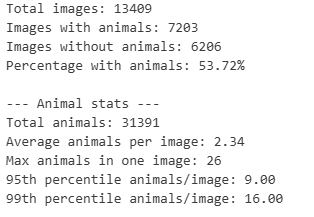 Total images: 13409
Images with animals: 7203
Images without animals: 6206
Percentage with animals: 53.72%
--- Animal stats ---
Total animals: 31391
Average animals per image: 2.34
Max animals in one image: 26
95th percentile animals/image: 9.00
99th percentile animals/image: 16.00